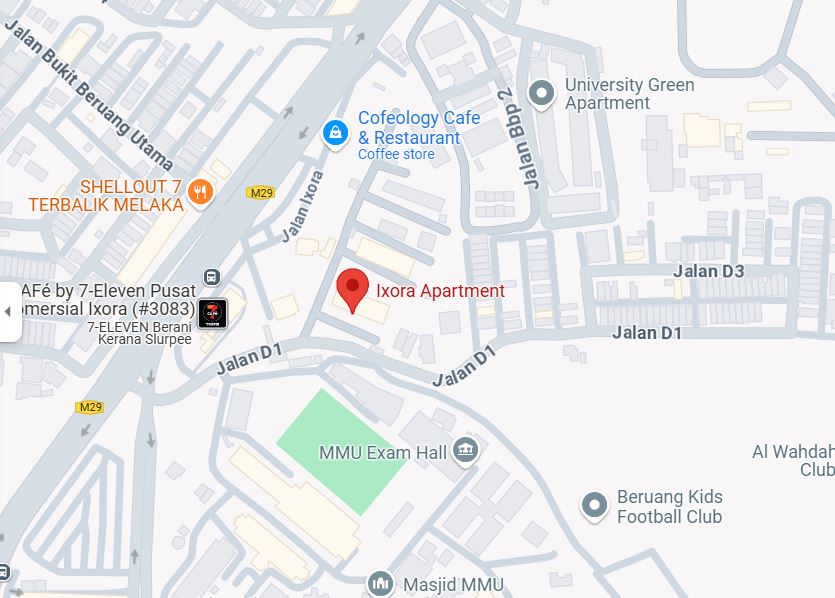 Jalan Bukit Beruang Utama
University Green
Apartment
Jalan Bbp 2
Cofeology Cafe
& Restaurant
Coffee store
SHELLOUT 7
TERBALIK MELAKA
M29
Jalan Ixora
AFé by 7-Eleven Pusat
omersial Ixora (#3083)
7-ELEVEN Berani
Kerana Slurpee
Ixora Apartment
Jalan D3
Jalan D1
Jalan D1
Jalan D1
M29
MMU Exam Hall
Al Wahdah
Club
Beruang Kids
Football Club
Masjid MMU